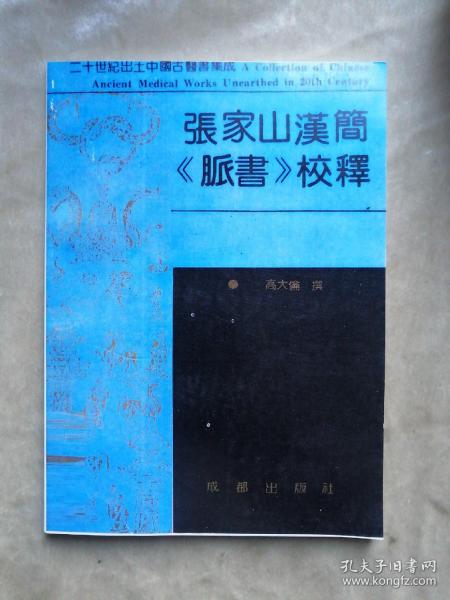 二十世紀出土中國古醫書集成 A Collection of Chinese
Ancient Medical Works Unearthed in 20th Century
張家山漢簡
《脈書》校釋
高大倫 撰
成都出版社
孔夫子旧书网
www.kongfz.com